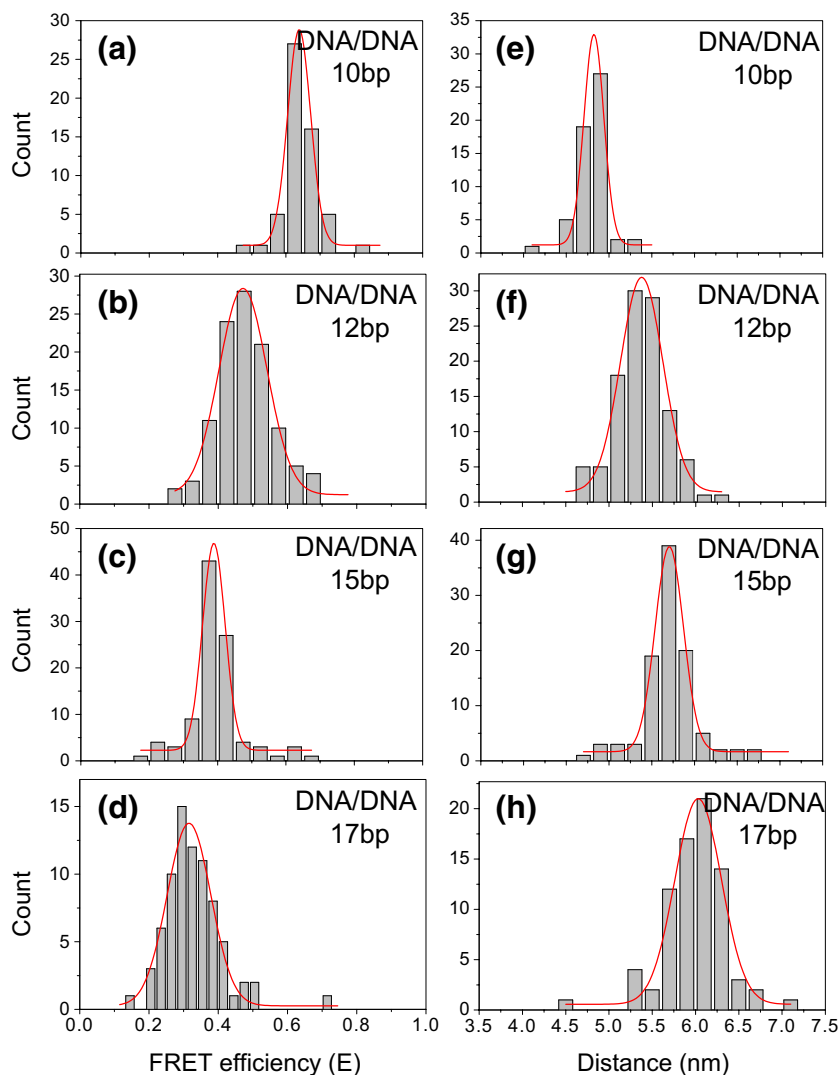 30
25
20
15
10
5
0
Count
(a)
DNA/DNA
10bp
35
30
25
20
15
10
5
0
(e)
DNA/DNA
10bp
30
25
20
15
10
5
0
Count
(b)
DNA/DNA
12bp
30
25
20
15
10
5
0
(f)
DNA/DNA
12bp
50
40
30
20
10
0
Count
(c)
DNA/DNA
15bp
40
30
20
10
0
(g)
DNA/DNA
15bp
15
10
5
0
Count
(d)
DNA/DNA
17bp
0.0 0.2 0.4 0.6 0.8 1.0
FRET efficiency (E)
20
15
10
5
0
(h)
DNA/DNA
17bp
3.5 4.0 4.5 5.0 5.5 6.0 6.5 7.0 7.5
Distance (nm)